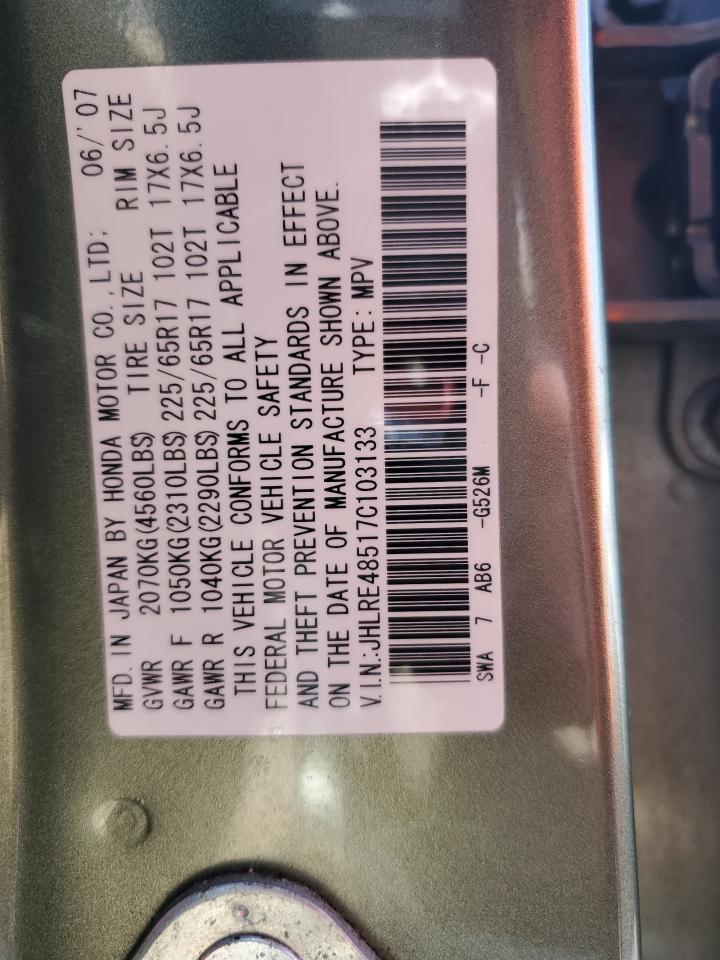 MFD. IN JAPAN BY HONDA MOTOR CO., LTD; 06/'07
GVWR 2070KG(4560LBS) TIRE SIZE RIM SIZE
GAWR F 1050KG(2310LBS) 225/65R17 102T 17X6.5J
GAWR R 1040KG(2290LBS) 225/65R17 102T 17X6.5J
THIS VEHICLE CONFORMS TO ALL APPLICABLE
FEDERAL MOTOR VEHICLE SAFETY
AND THEFT PREVENTION STANDARDS IN EFFECT
ON THE DATE OF MANUFACTURE SHOWN ABOVE.
V.I.N.:JHLRE48517C103133 TYPE: MPV
SWA 7 AB6 -G526M -F -C